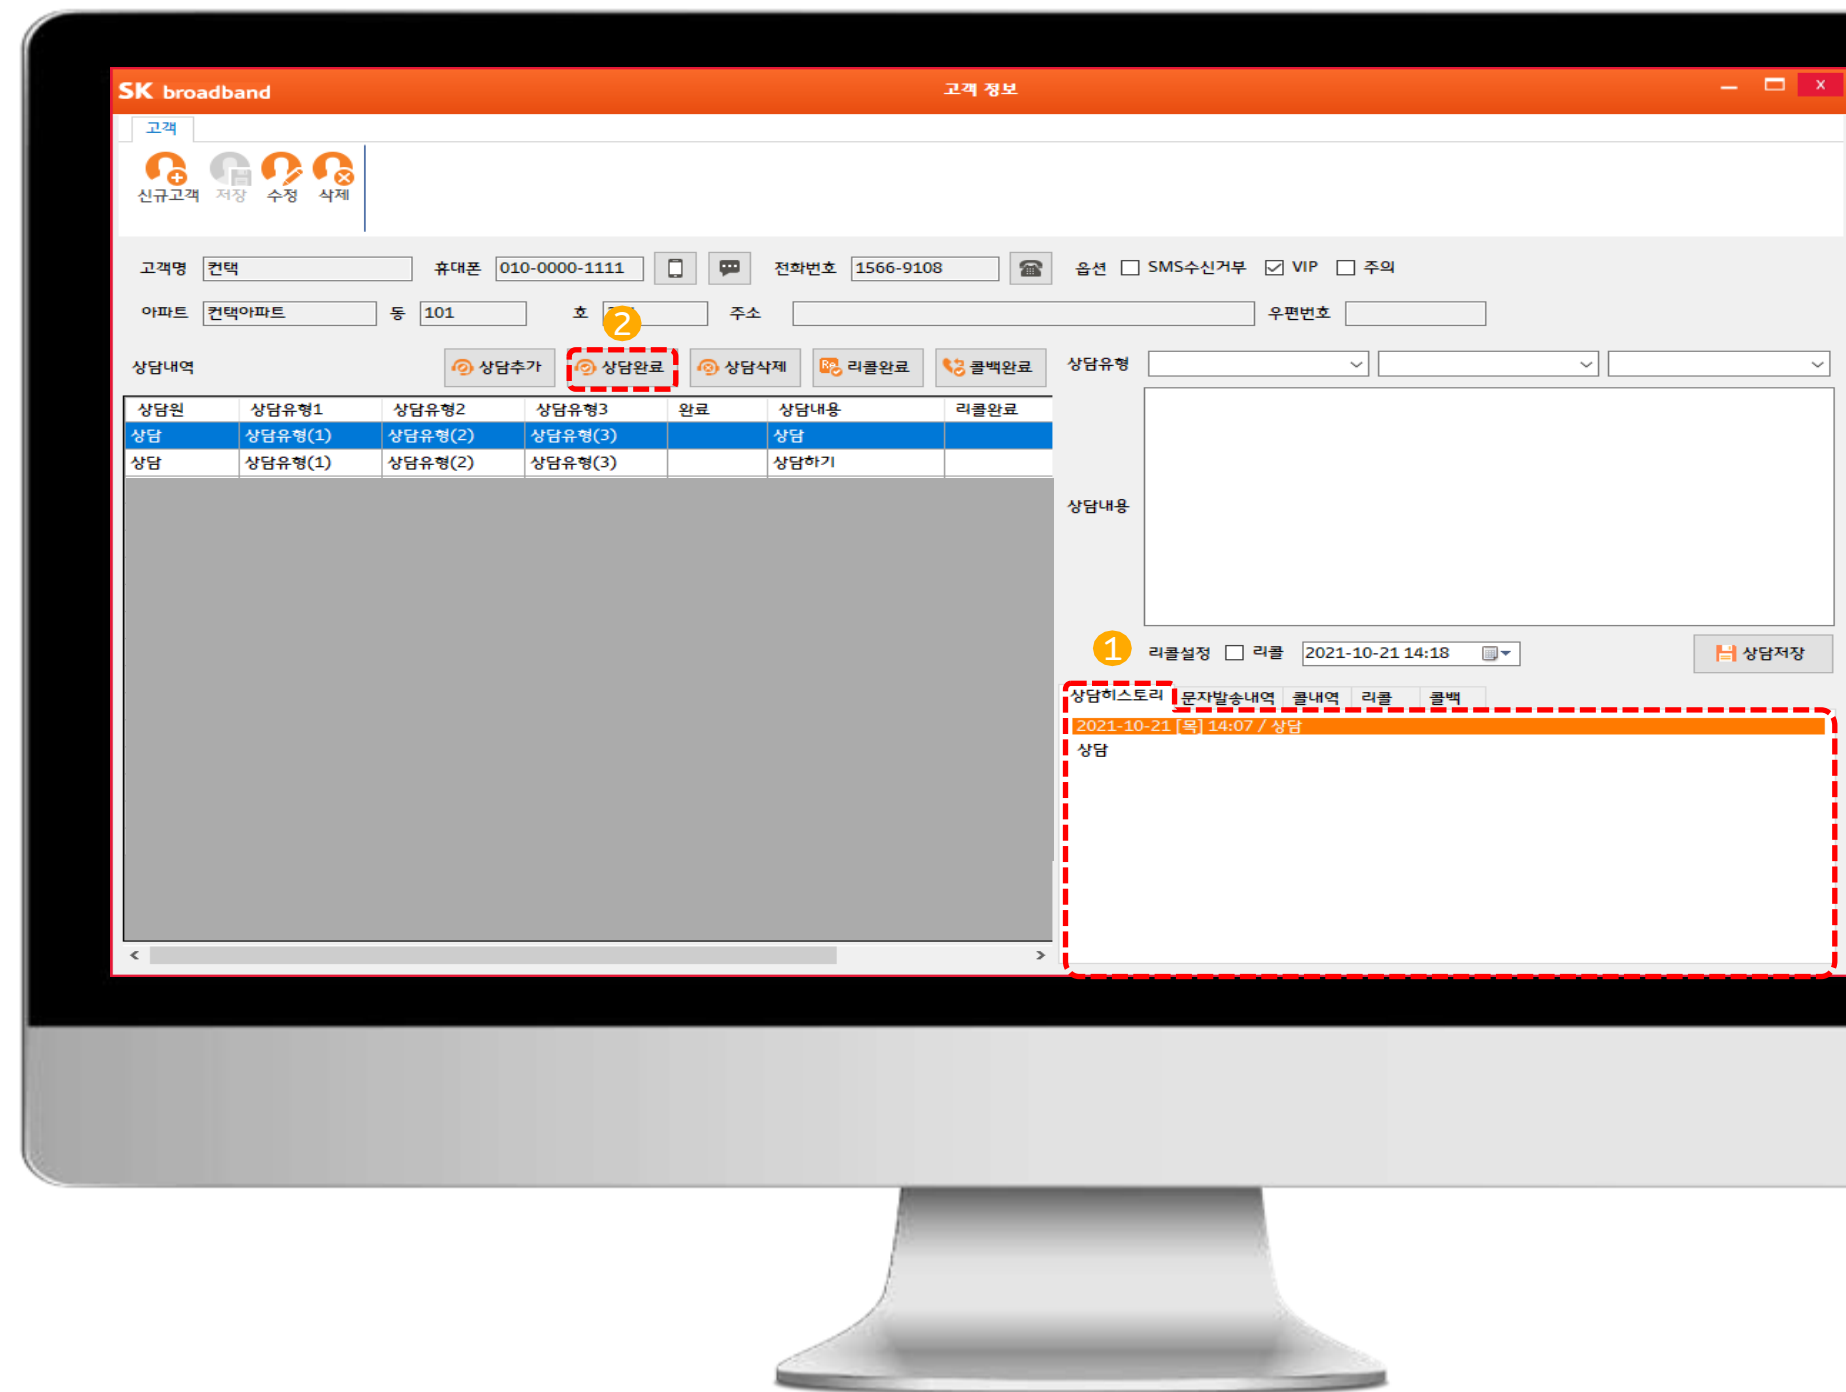 SK broadband 고객 정보 X
고객
신규고객 저장 수정 삭제
고객명 컨택 휴대폰 010-0000-1111 전화번호 1566-9108 옵션 SMS수신거부 VIP 주의
아파트 컨택아파트 동 101 호 주소 우편번호
2
상담내역 상담추가 상담완료 상담삭제 리콜완료 콜백완료 상담유형
상담원 상담유형1 상담유형2 상담유형3 완료 상담내용 리콜완료
상담 상담유형(1) 상담유형(2) 상담유형(3) 상담
상담 상담유형(1) 상담유형(2) 상담유형(3) 상담하기
상담내용
1 리콜설정 리콜 2021-10-21 14:18 상담저장
상담히스토리 문자발송내역 콜내역 리콜 콜백
2021-10-21 [목] 14:07 / 상담
상담